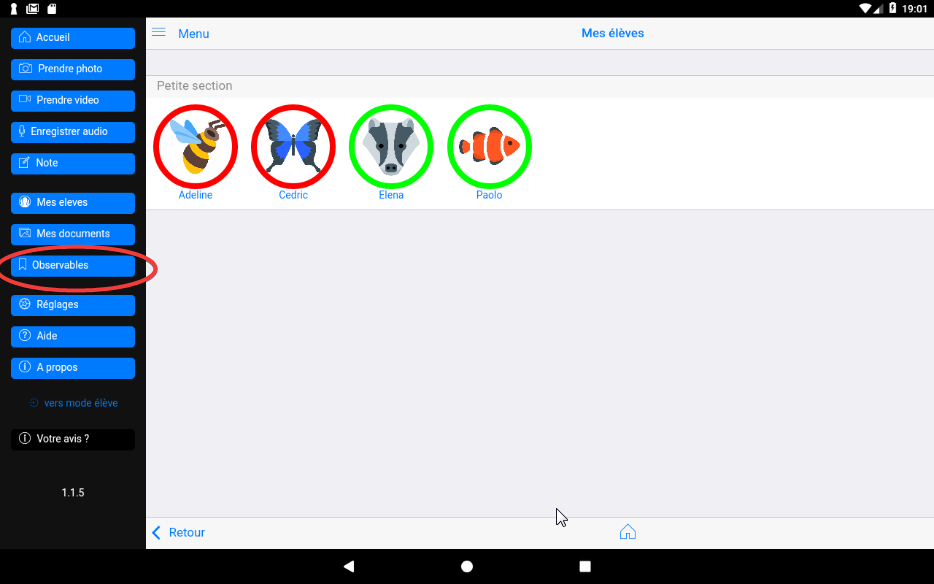 19:01
Accueil
Prendre photo
Prendre video
Enregistrer audio
Note
Mes eleves
Mes documents
Observables
Réglages
Aide
A propos
vers mode élève
Votre avis ?
1.1.5
Menu
Mes élèves
Petite section
Adeline
Cedric
Elena
Paolo
Retour